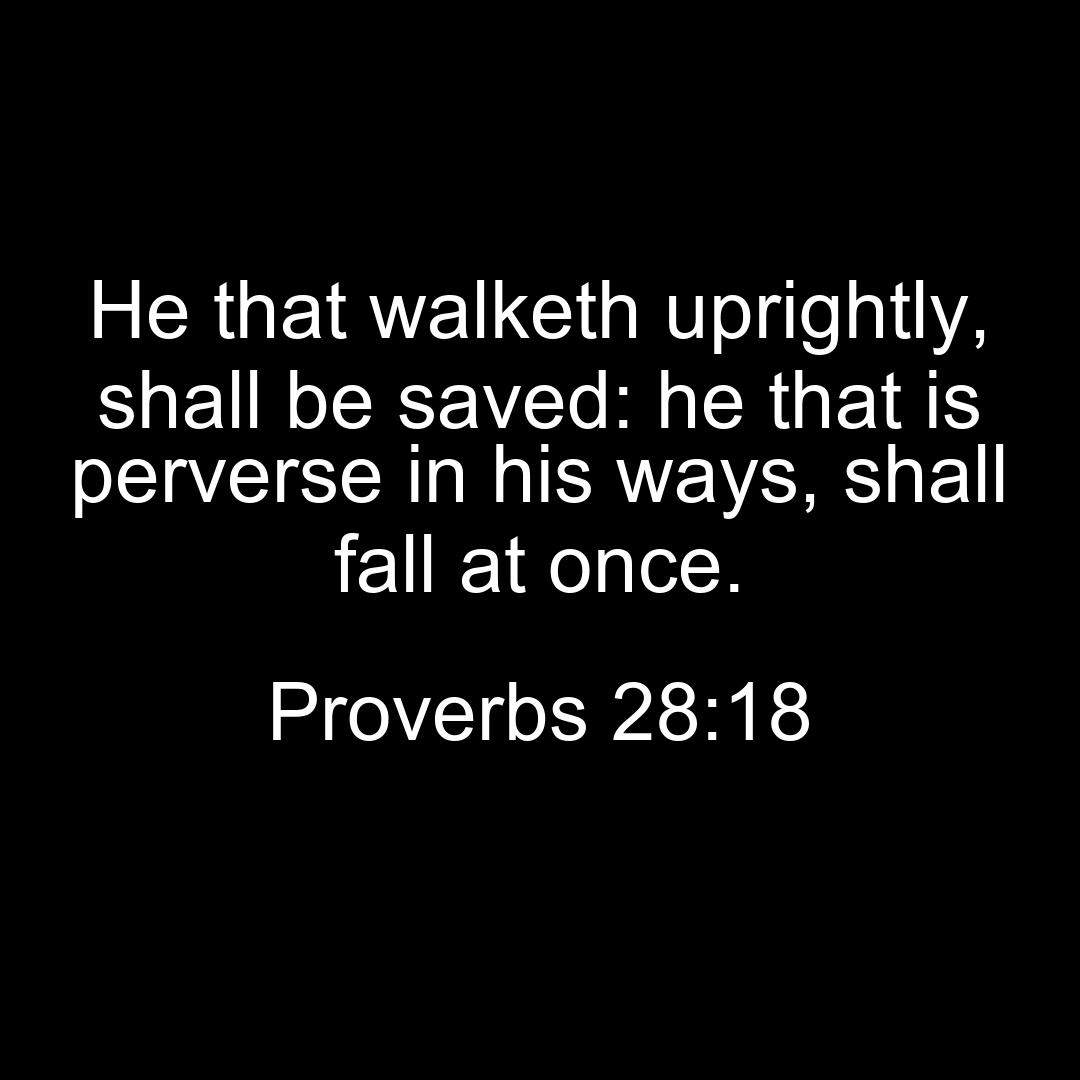 He that walketh uprightly,
shall be saved: he that is
perverse in his ways, shall
fall at once.
Proverbs 28:18